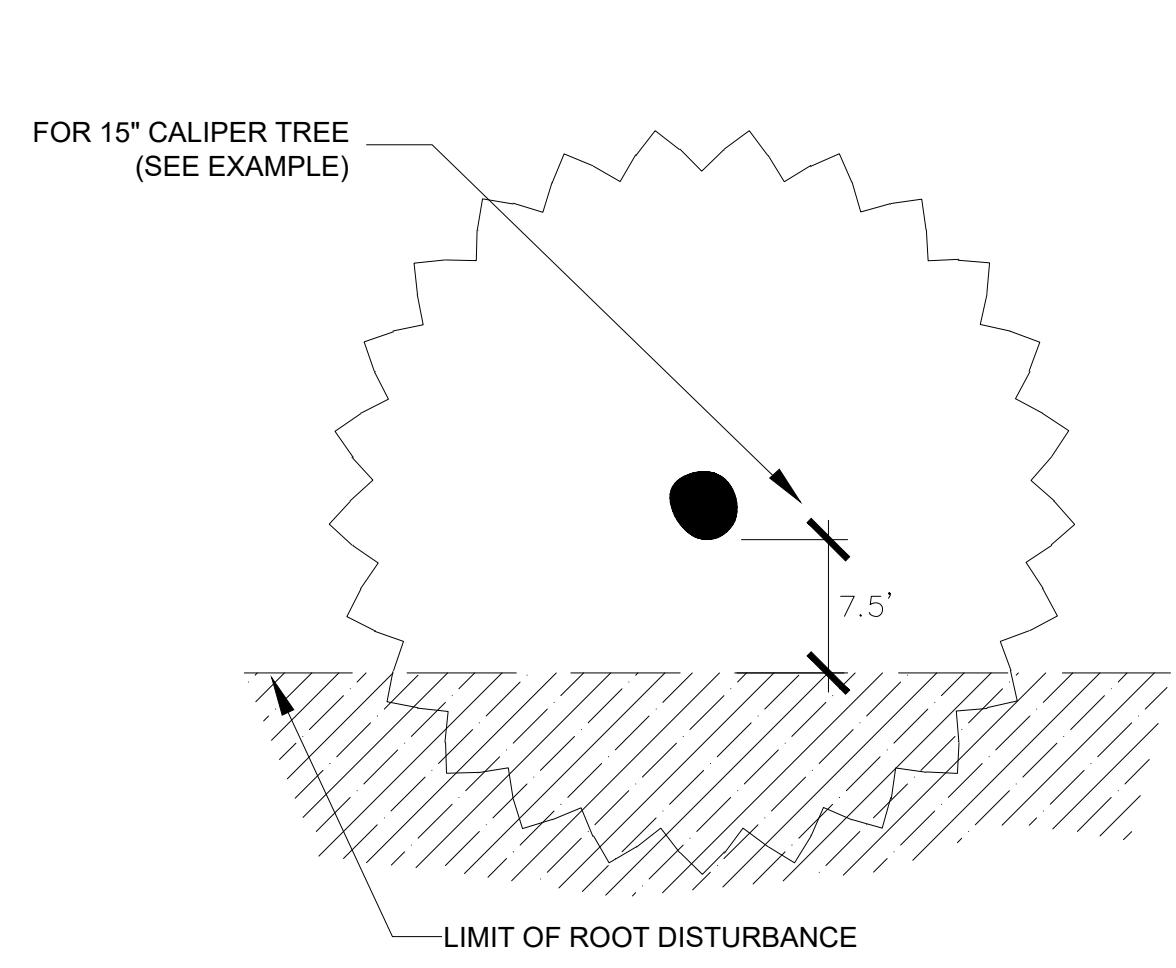 FOR 15" CALIPER TREE
(SEE EXAMPLE)
7.5'
LIMIT OF ROOT DISTURBANCE